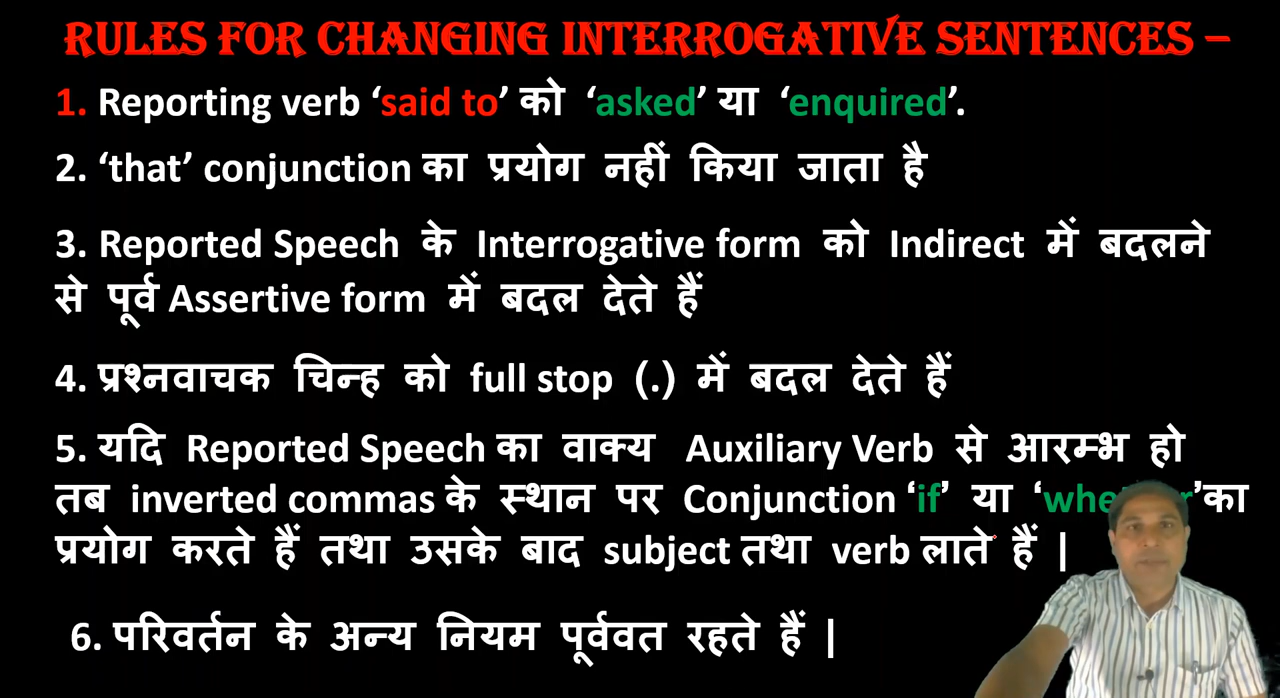 RULES FOR CHANGING INTERROGATIVE SENTENCES –
1. Reporting verb ‘said to’ को ‘asked’ या ‘enquired’.
2. ‘that’ conjunction का प्रयोग नहीं किया जाता है
3. Reported Speech के Interrogative form को Indirect में बदलने
से पूर्व Assertive form में बदल देते हैं
4. प्रश्नवाचक चिन्ह को full stop (.) में बदल देते हैं
5. यदि Reported Speech का वाक्य Auxiliary Verb से आरम्भ हो
तब inverted commas के स्थान पर Conjunction ‘if’ या ‘whether’का
प्रयोग करते हैं तथा उसके बाद subject तथा verb लाते हैं |
6. परिवर्तन के अन्य नियम पूर्ववत रहते हैं |